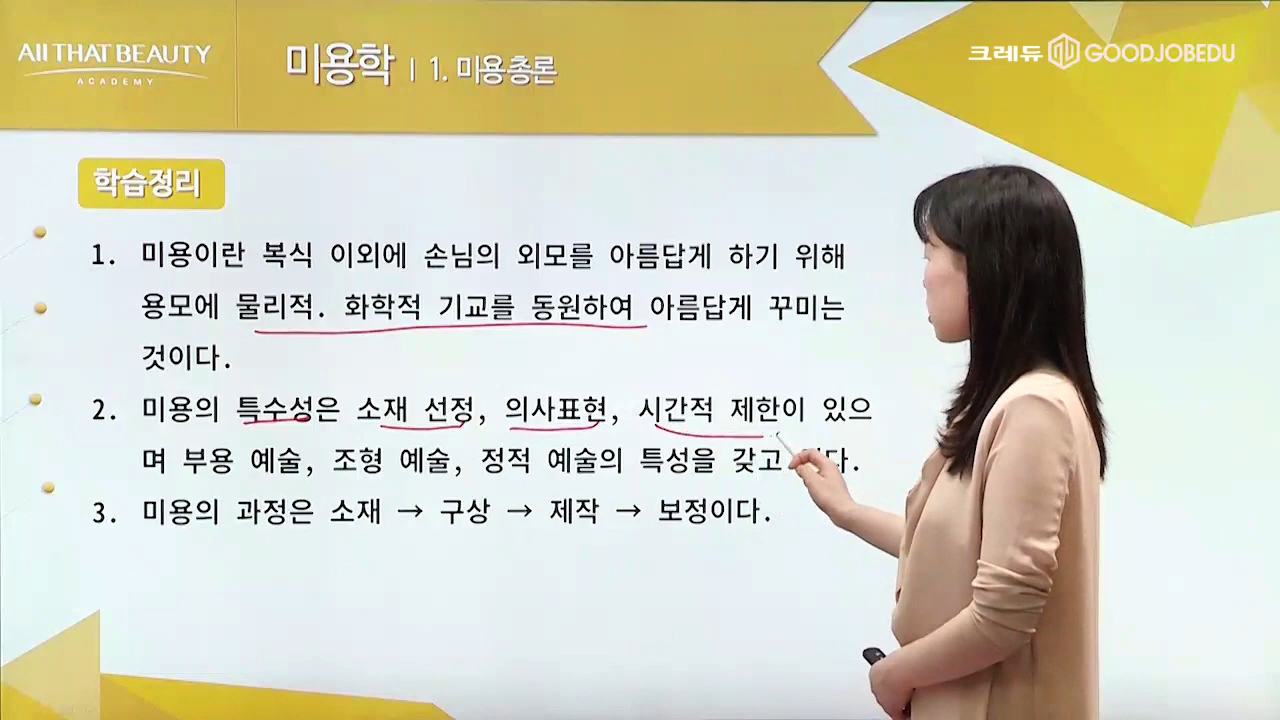 All THAT BEAUTY
ACADEMY
미용학 | 1. 미용총론
크레듀 GOODJOBEDU
학습정리
1. 미용이란 복식 이외에 손님의 외모를 아름답게 하기 위해
용모에 물리적. 화학적 기교를 동원하여 아름답게 꾸미는
것이다.
2. 미용의 특수성은 소재 선정, 의사표현, 시간적 제한이 있으
며 부용 예술, 조형 예술, 정적 예술의 특성을 갖고
3. 미용의 과정은 소재 → 구상 → 제작 → 보정이다.